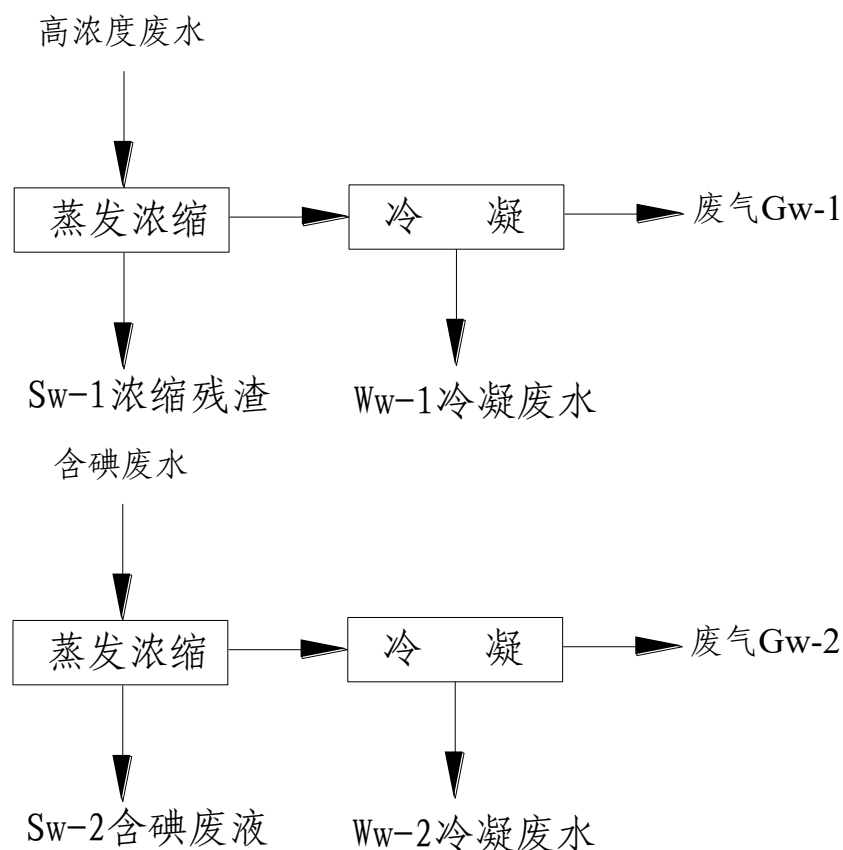 高浓度废水
蒸发浓缩
冷 凝
废气Gw-1
Sw-1浓缩残渣
Ww-1冷凝废水
含碘废水
蒸发浓缩
冷 凝
废气Gw-2
Sw-2含碘废液
Ww-2冷凝废水